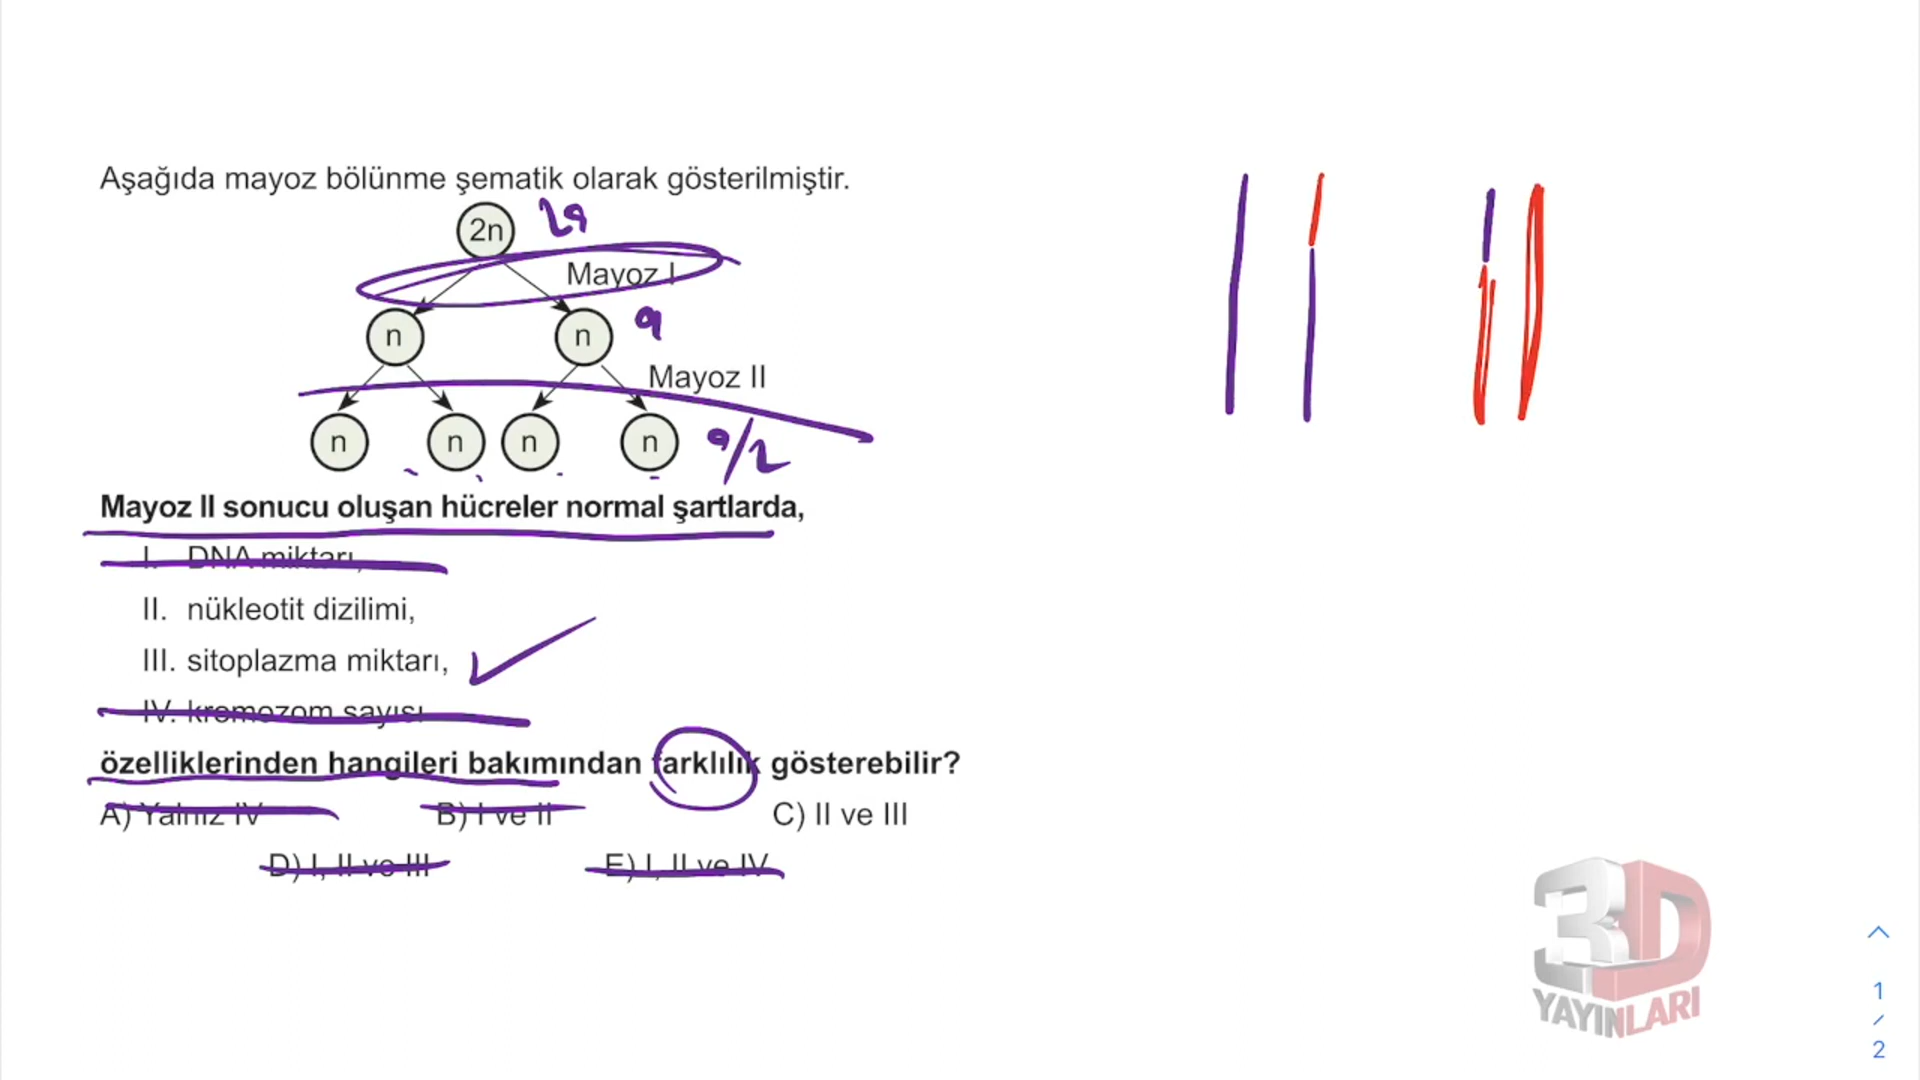 Aşağıda mayoz bölünme şematik olarak gösterilmiştir.
2n 2a
Mayoz I
n n a
Mayoz II
n n n n a/2
Mayoz II sonucu oluşan hücreler normal şartlarda,
I. DNA miktarı,
II. nükleotit dizilimi,
III. sitoplazma miktarı,
IV. kromozom sayısı
özelliklerinden hangileri bakımından farklılık gösterebilir?
A) Yalnız IV B) I ve II C) II ve III
D) I, II ve III E) I, II ve IV
3D
YAYINLARI
1
/
2